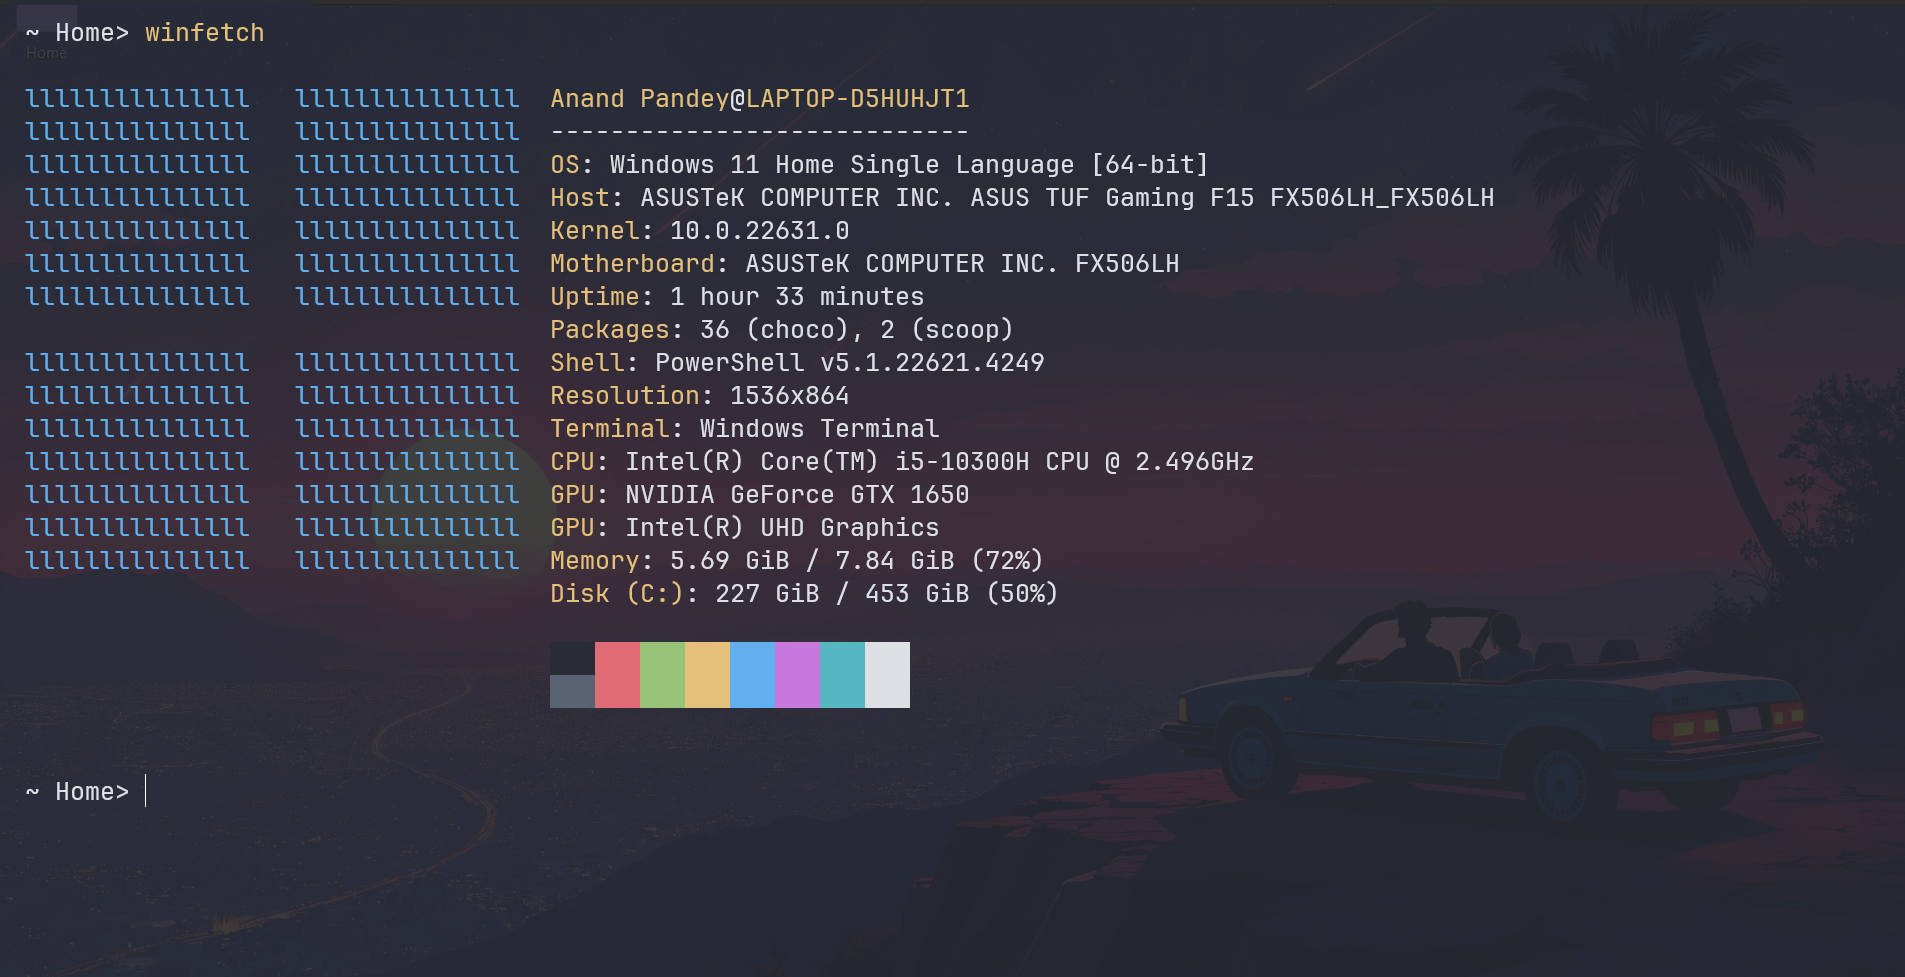 ~ Home> winfetch
Home
lllllllllllllll   lllllllllllllll   Anand Pandey@LAPTOP-D5HUHJT1
lllllllllllllll   lllllllllllllll   ----------------------------
lllllllllllllll   lllllllllllllll   OS: Windows 11 Home Single Language [64-bit]
lllllllllllllll   lllllllllllllll   Host: ASUSTeK COMPUTER INC. ASUS TUF Gaming F15 FX506LH_FX506LH
lllllllllllllll   lllllllllllllll   Kernel: 10.0.22631.0
lllllllllllllll   lllllllllllllll   Motherboard: ASUSTeK COMPUTER INC. FX506LH
lllllllllllllll   lllllllllllllll   Uptime: 1 hour 33 minutes
Packages: 36 (choco), 2 (scoop)
lllllllllllllll   lllllllllllllll   Shell: PowerShell v5.1.22621.4249
lllllllllllllll   lllllllllllllll   Resolution: 1536x864
lllllllllllllll   lllllllllllllll   Terminal: Windows Terminal
lllllllllllllll   lllllllllllllll   CPU: Intel(R) Core(TM) i5-10300H CPU @ 2.496GHz
lllllllllllllll   lllllllllllllll   GPU: NVIDIA GeForce GTX 1650
lllllllllllllll   lllllllllllllll   GPU: Intel(R) UHD Graphics
lllllllllllllll   lllllllllllllll   Memory: 5.69 GiB / 7.84 GiB (72%)
Disk (C:): 227 GiB / 453 GiB (50%)
~ Home>